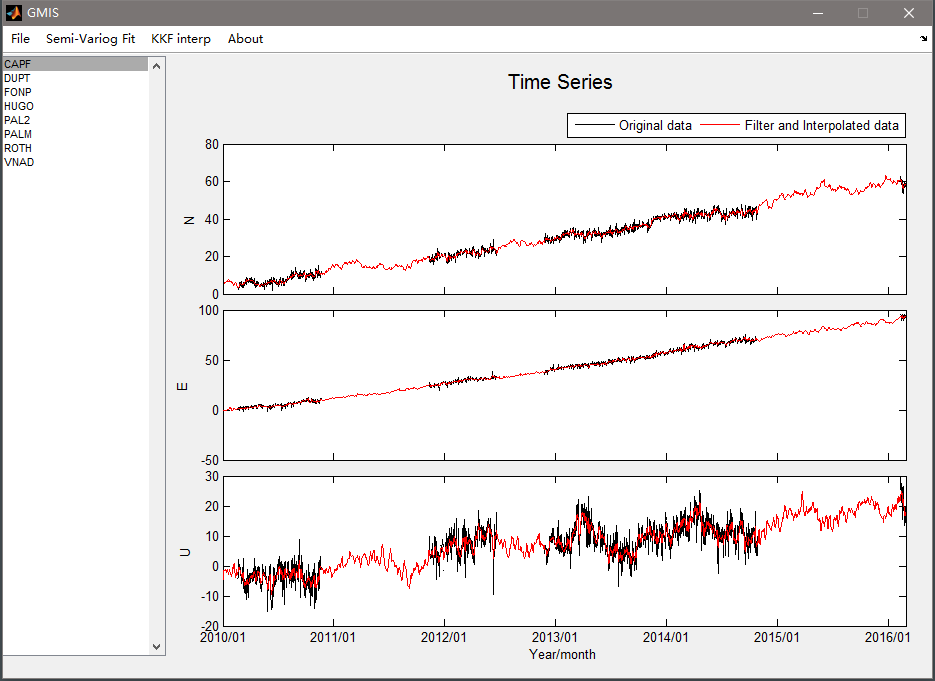 GMIS
File Semi-Variog Fit KKF interp About
CAPF
DUPT
FONP
HUGO
PAL2
PALM
ROTH
VNAD
Time Series
Original data Filter and Interpolated data
80
60
40
20
0
N
100
50
0
-50
E
30
20
10
0
-10
-20
U
2010/01 2011/01 2012/01 2013/01 2014/01 2015/01 2016/01
Year/month